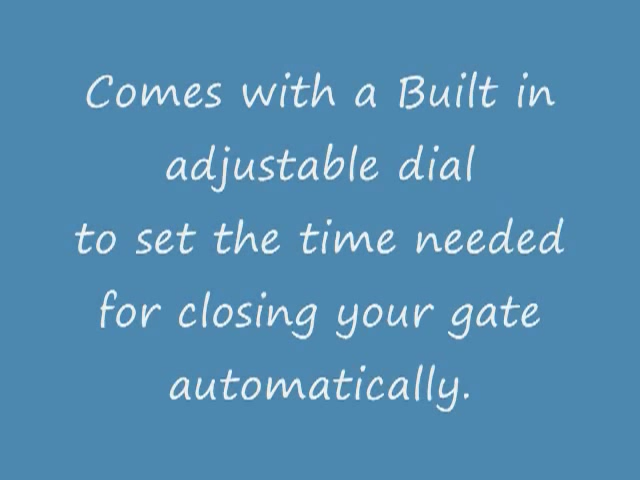 Comes with a Built in
adjustable dial
to set the time needed
for closing your gate
automatically.